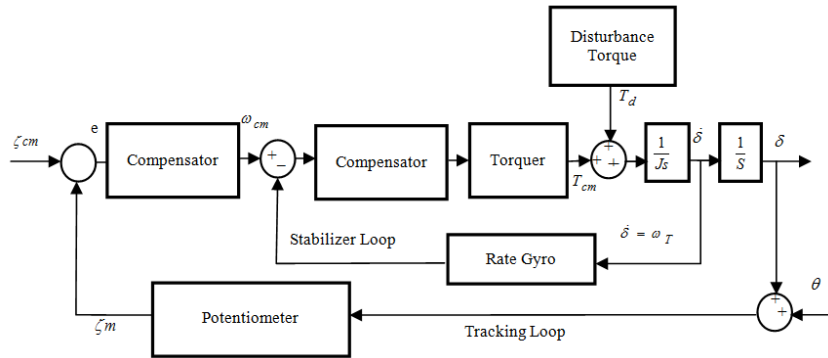 Disturbance
Torque
T_d
ζcm
e
ω_cm
+
−
Compensator
Compensator
Torquer
T_cm
+
+
+
1
Js
δ̇
1
S
δ
Stabilizer Loop
Rate Gyro
δ̇ = ω_T
ζm
Potentiometer
Tracking Loop
+
+
θ